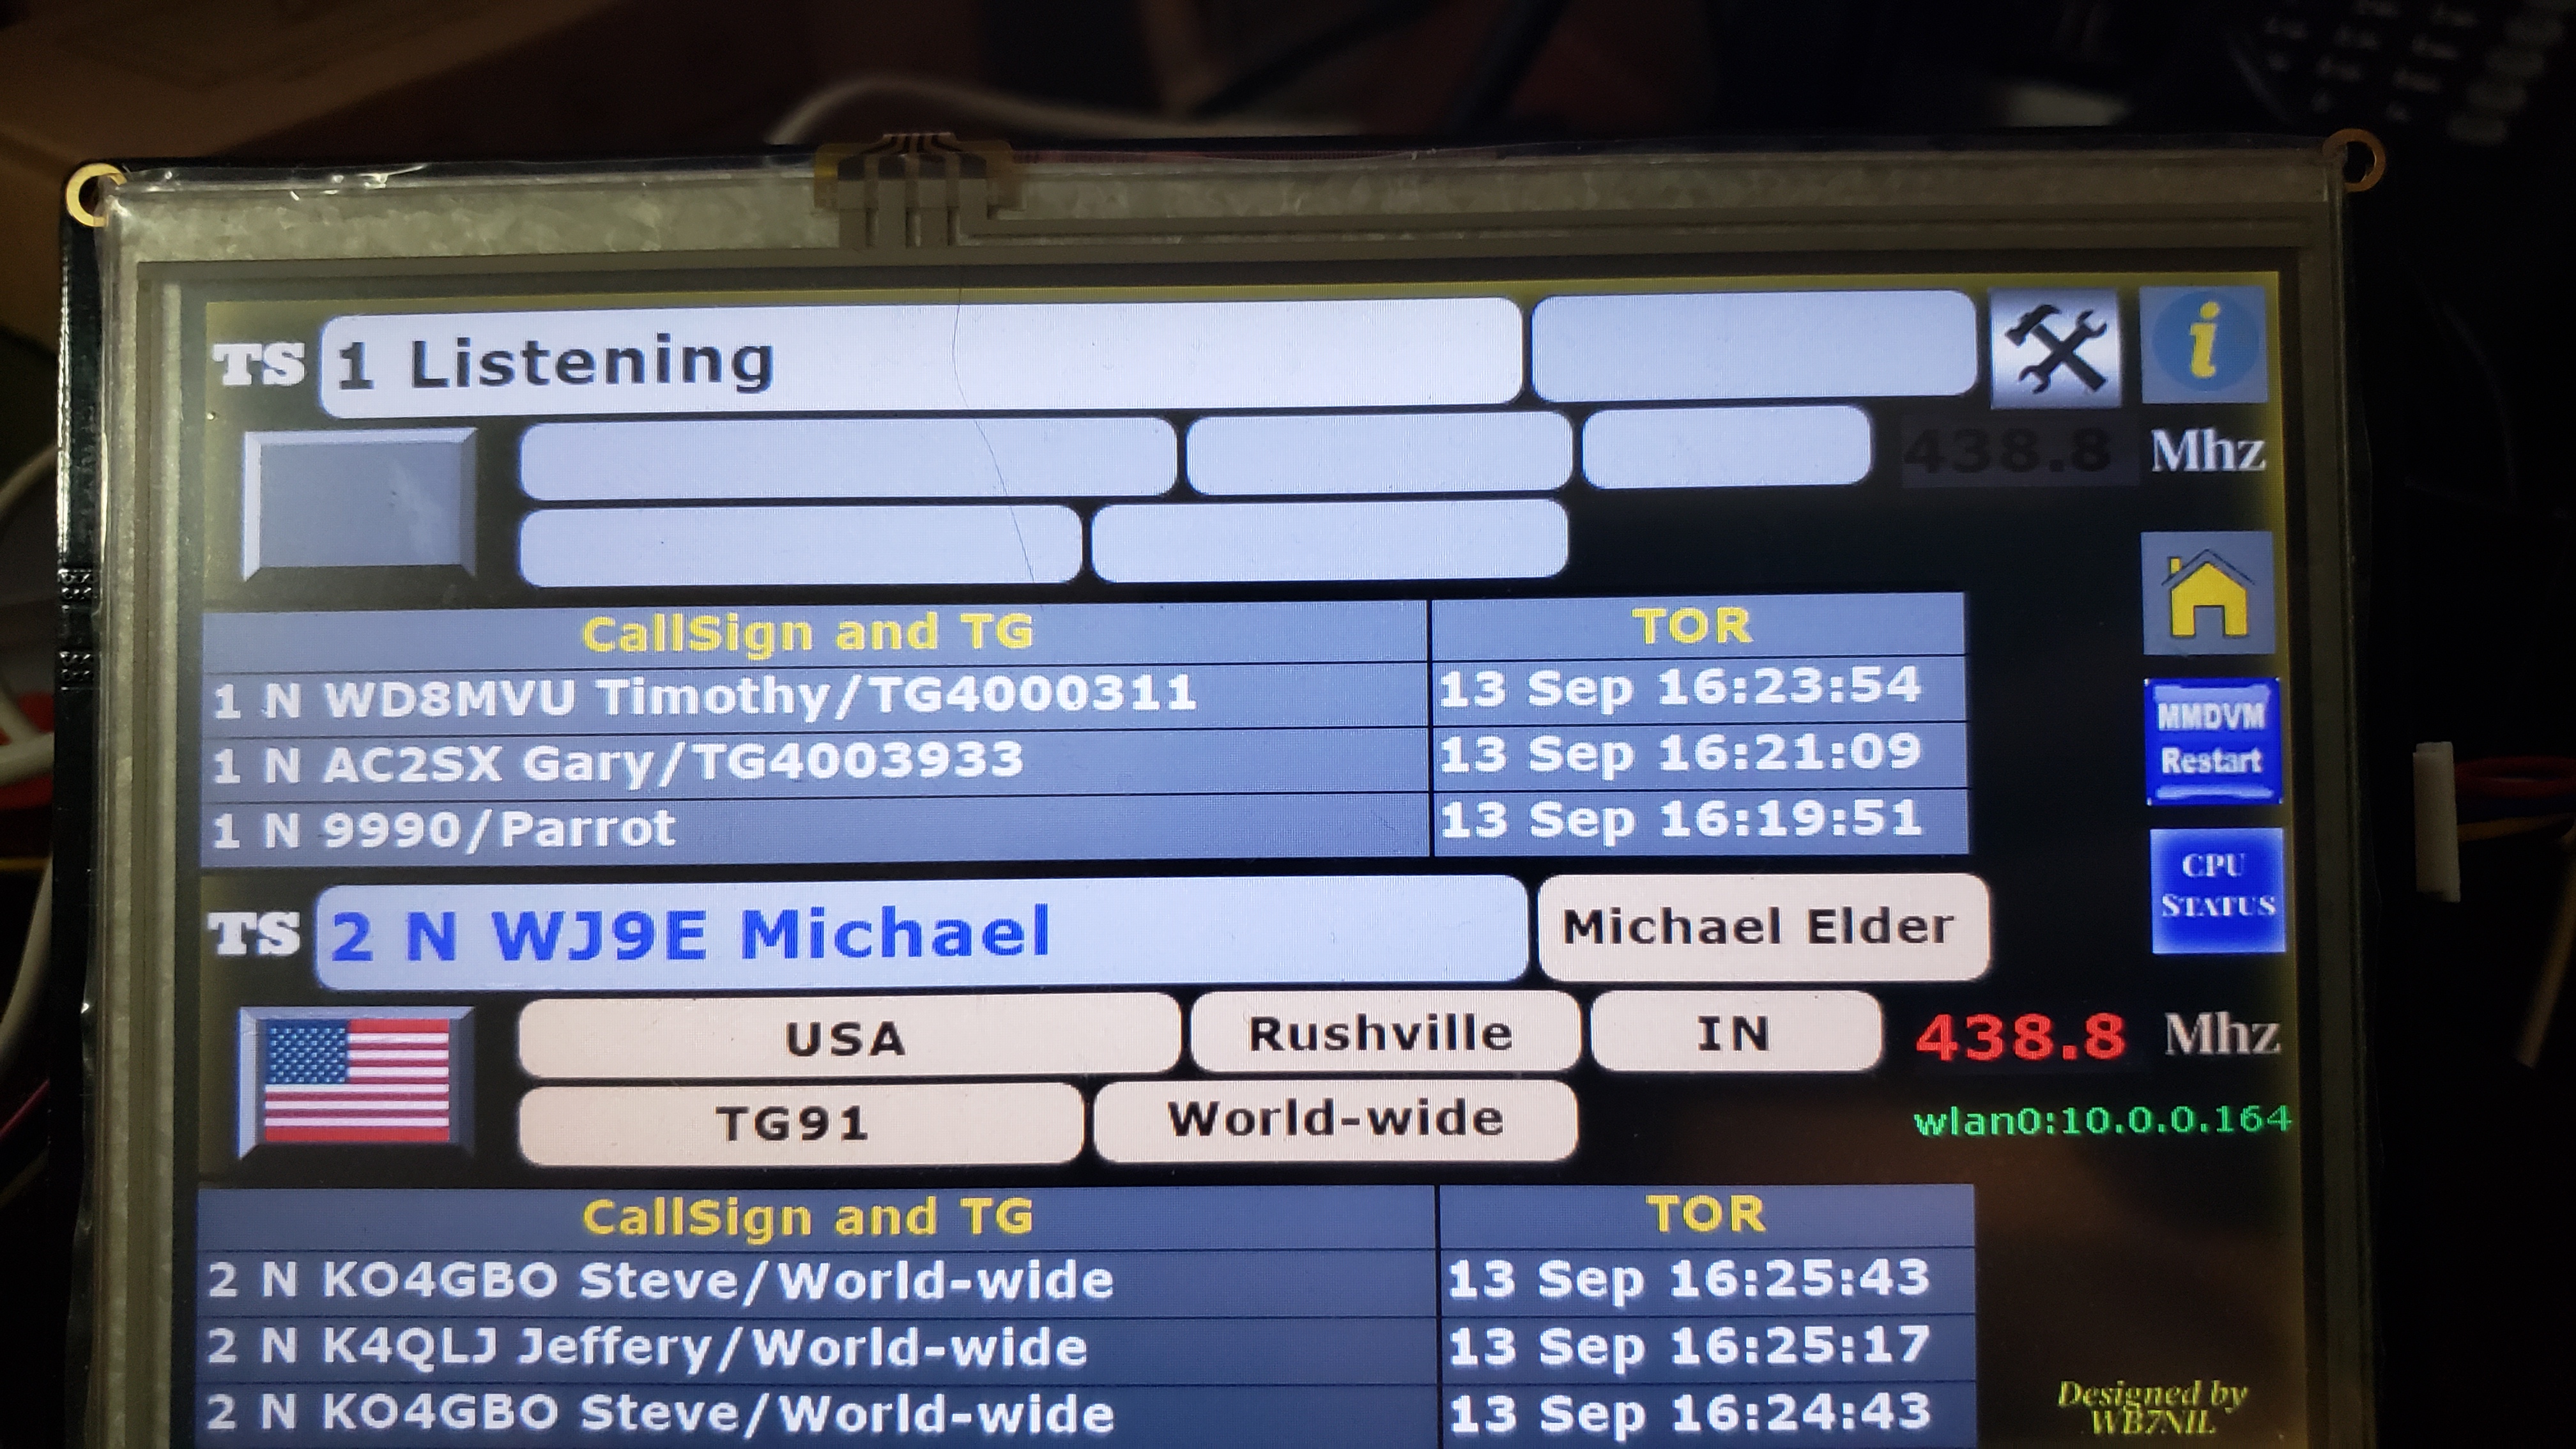 TS 1 Listening
i
438.8 Mhz
CallSign and TG TOR
1 N WD8MVU Timothy/TG4000311 13 Sep 16:23:54
1 N AC2SX Gary/TG4003933 13 Sep 16:21:09
1 N 9990/Parrot 13 Sep 16:19:51
MMDVM
Restart
CPU
STATUS
TS 2 N WJ9E Michael Michael Elder
USA Rushville IN 438.8 Mhz
TG91 World-wide wlan0:10.0.0.164
CallSign and TG TOR
2 N KO4GBO Steve/World-wide 13 Sep 16:25:43
2 N K4QLJ Jeffery/World-wide 13 Sep 16:25:17
2 N KO4GBO Steve/World-wide 13 Sep 16:24:43
Designed by
WB7NIL